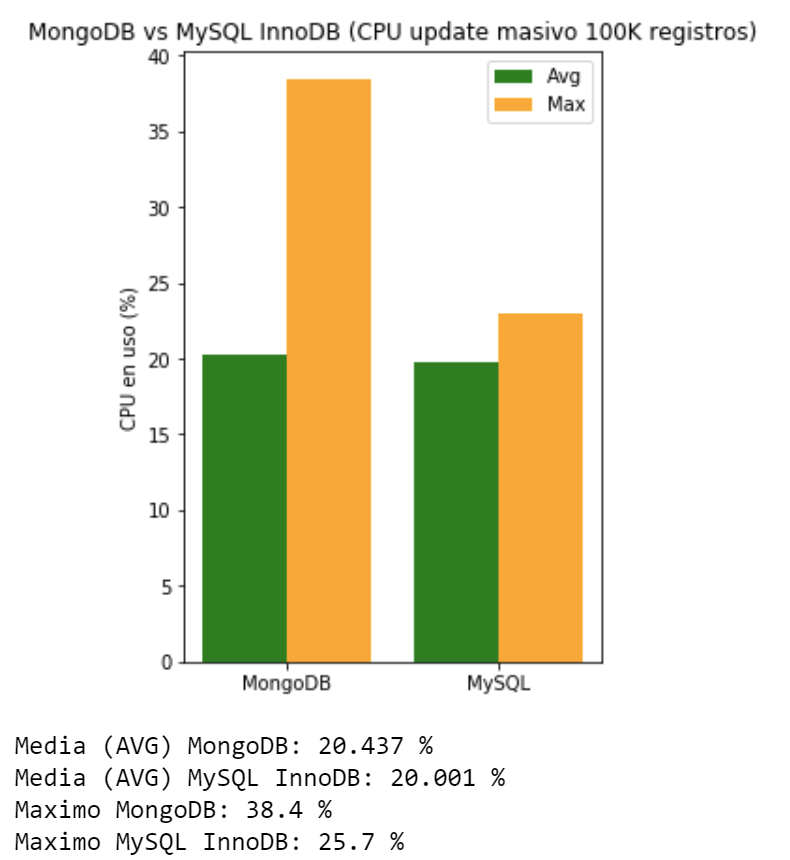 MongoDB vs MySQL InnoDB (CPU update masivo 100K registros)
Avg
Max
40
35
30
25
20
15
10
5
0
CPU en uso (%)
MongoDB
MySQL
Media (AVG) MongoDB: 20.437 %
Media (AVG) MySQL InnoDB: 20.001 %
Maximo MongoDB: 38.4 %
Maximo MySQL InnoDB: 25.7 %